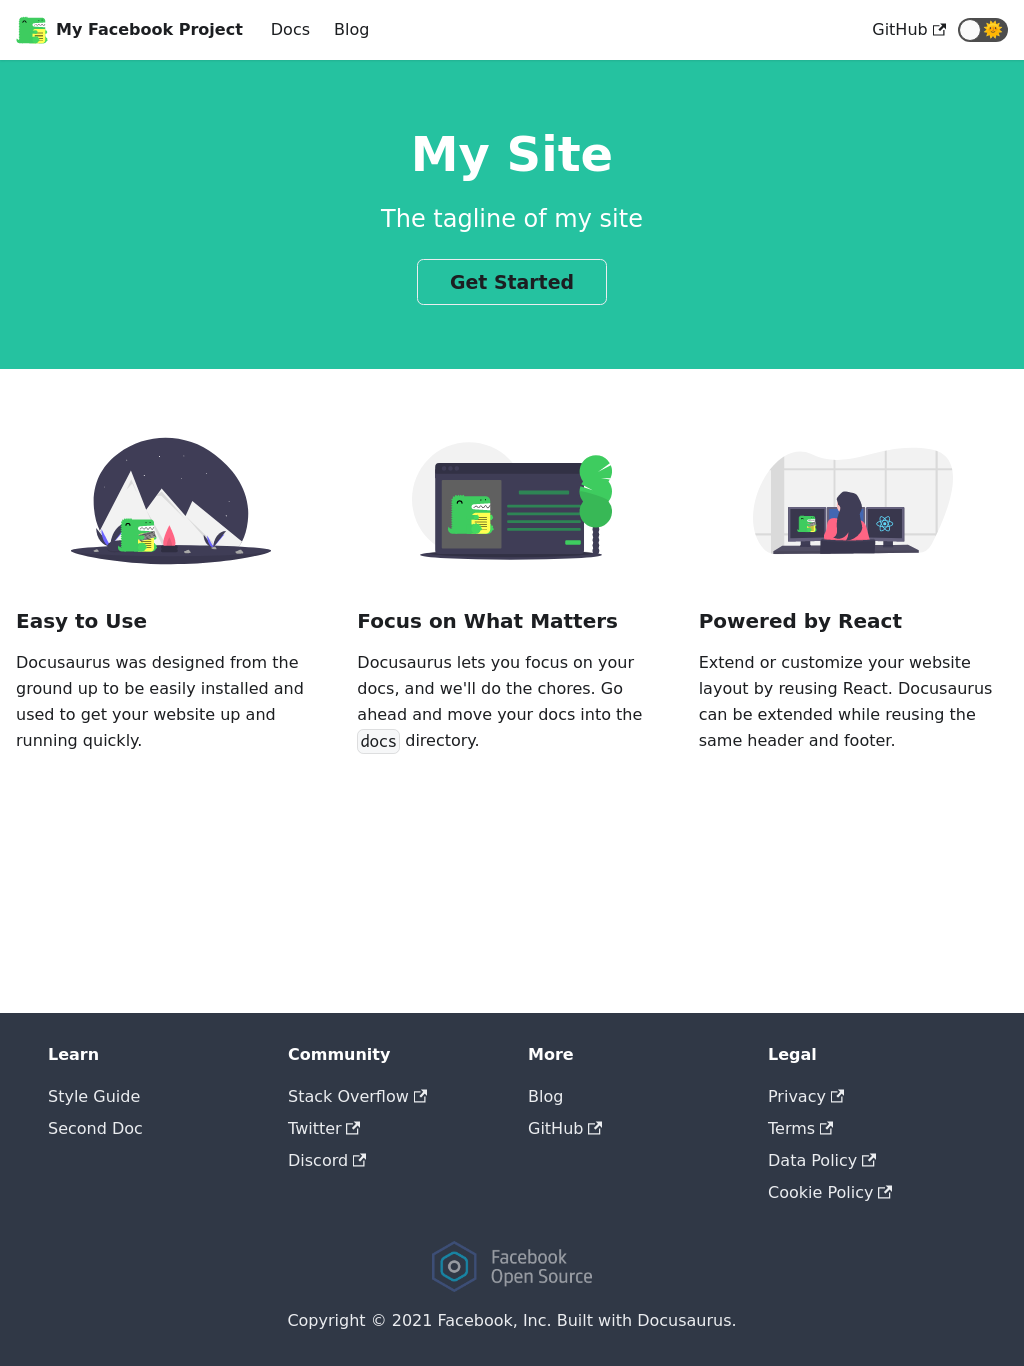 My Facebook Project
Docs
Blog
GitHub
My Site
The tagline of my site
Get Started
Easy to Use
Docusaurus was designed from the
ground up to be easily installed and
used to get your website up and
running quickly.
Focus on What Matters
Docusaurus lets you focus on your
docs, and we'll do the chores. Go
ahead and move your docs into the
docs directory.
Powered by React
Extend or customize your website
layout by reusing React. Docusaurus
can be extended while reusing the
same header and footer.
Learn
Style Guide
Second Doc
Community
Stack Overflow
Twitter
Discord
More
Blog
GitHub
Legal
Privacy
Terms
Data Policy
Cookie Policy
Facebook
Open Source
Copyright © 2021 Facebook, Inc. Built with Docusaurus.